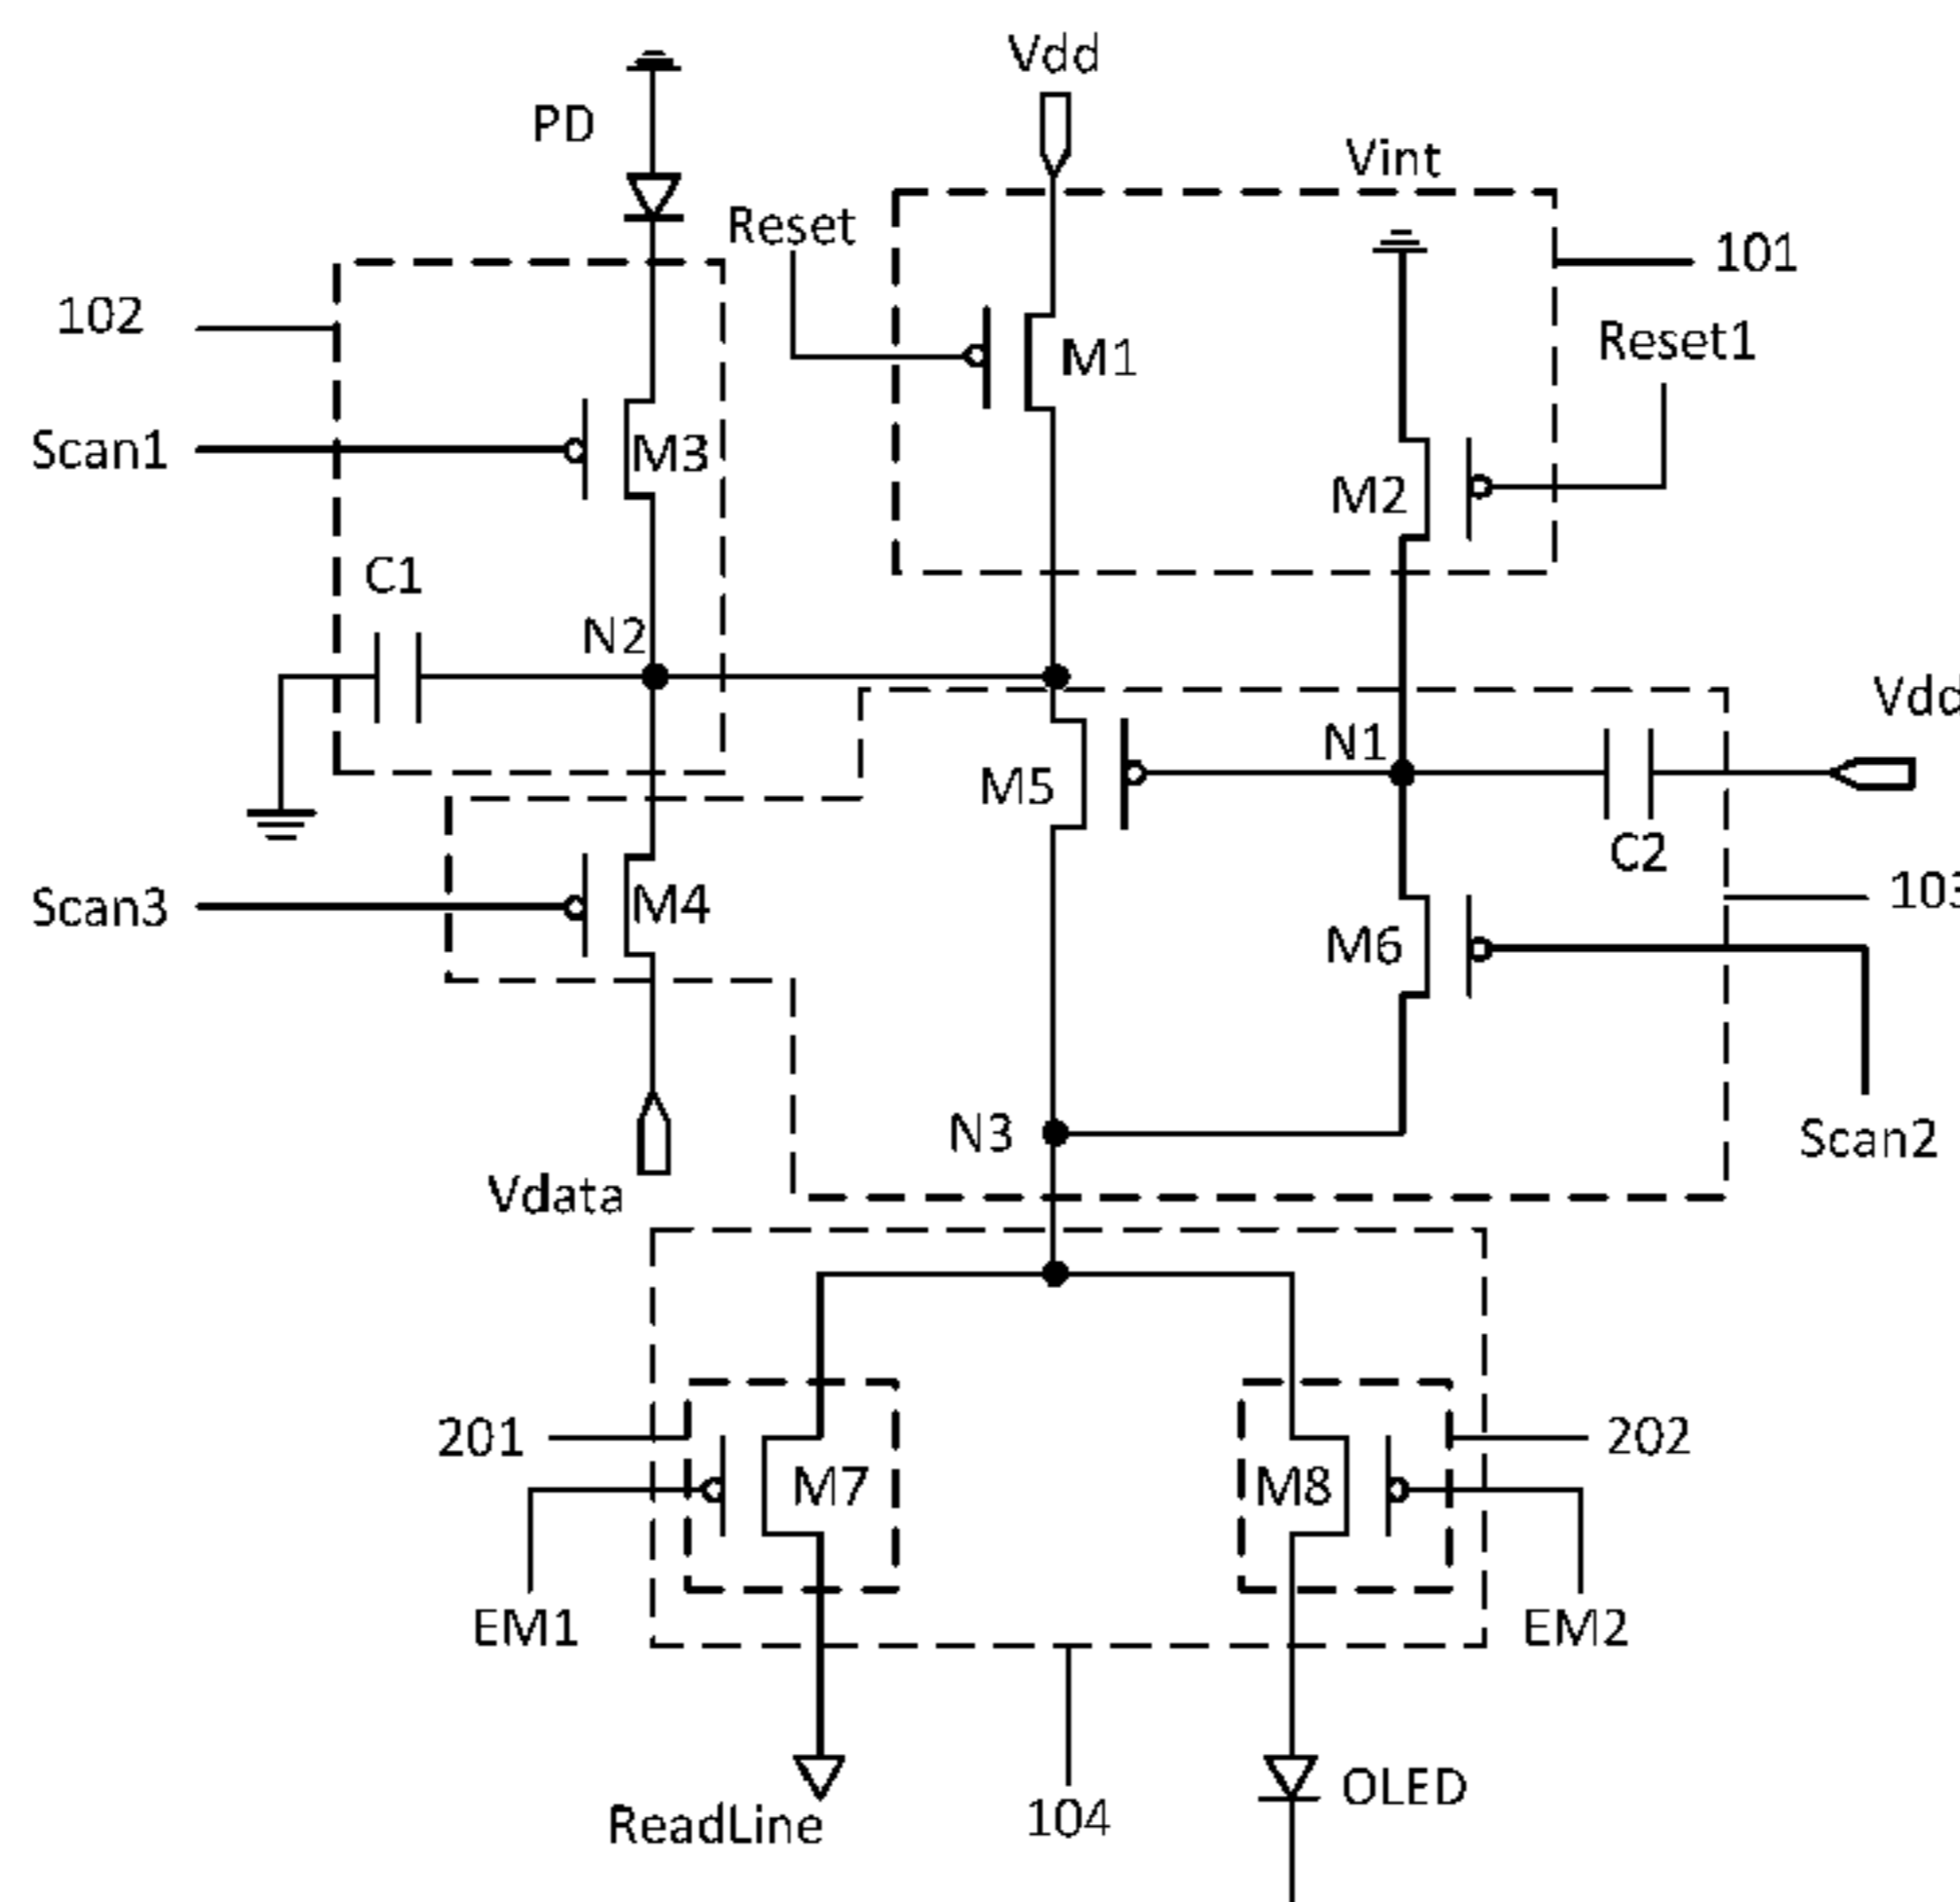 Vdd
PD
Vint
Reset
101
102
Reset1
M1
Scan1
M3
M2
C1
N2
Vdd
N1
M5
C2
103
Scan3
M4
M6
N3
Scan2
Vdata
201
202
M7
M8
EM1
EM2
OLED
ReadLine
104